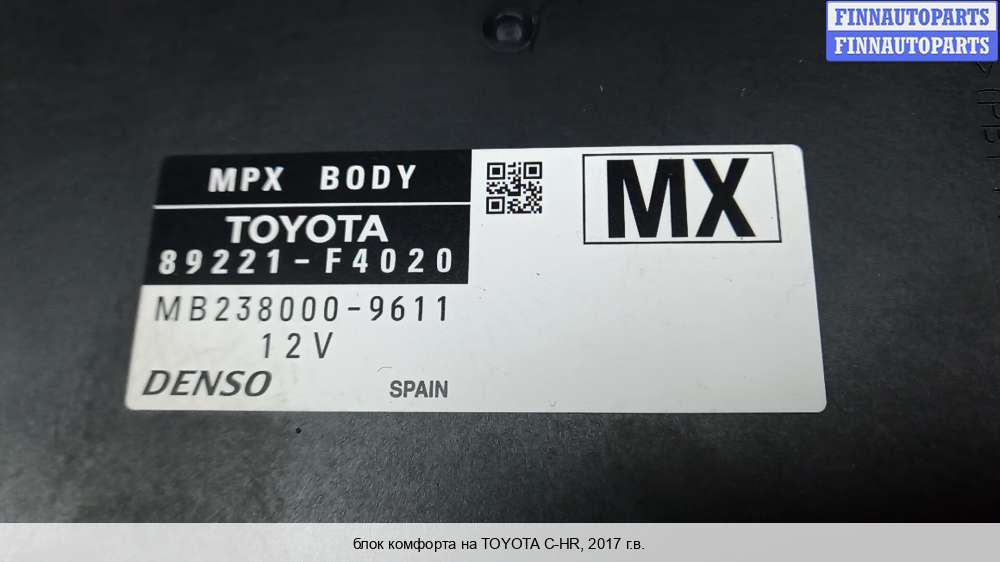 FINNAUTOPARTS
FINNAUTOPARTS
MPX BODY
TOYOTA
89221-F4020
MX
MB238000-9611
12V
DENSO
SPAIN
блок комфорта на TOYOTA C-HR, 2017 г.в.